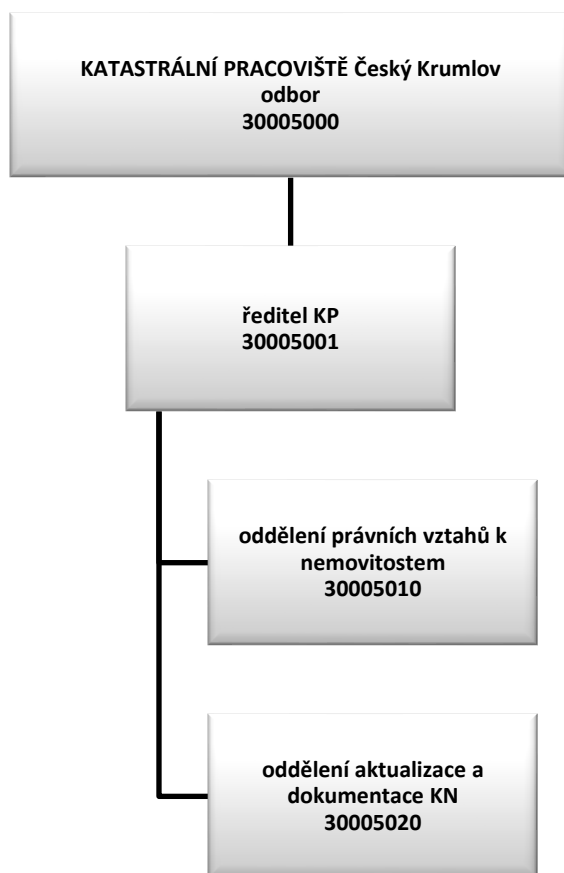 KATASTRÁLNÍ PRACOVIŠTĚ Český Krumlov
odbor
30005000
ředitel KP
30005001
oddělení právních vztahů k
nemovitostem
30005010
oddělení aktualizace a
dokumentace KN
30005020